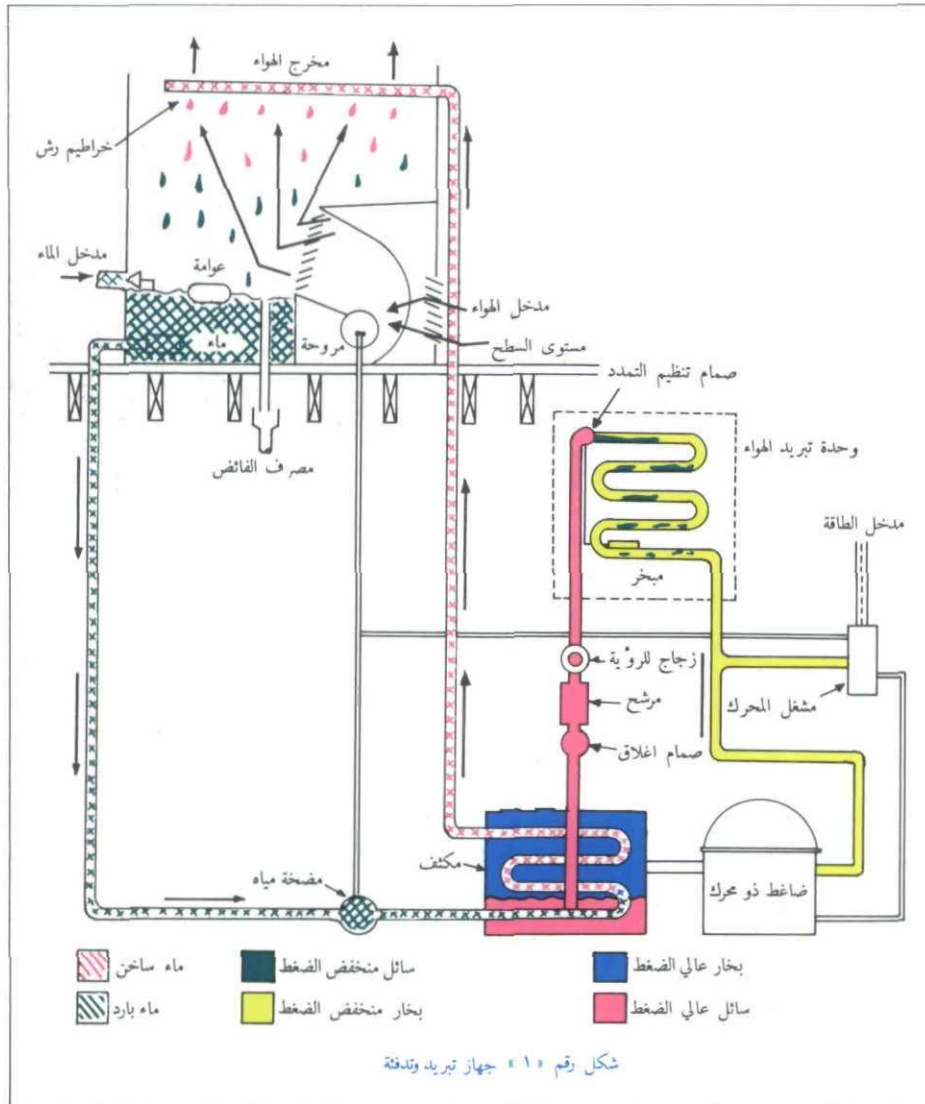 مخرج الهواء
خراطيم رش
مدخل الماء
عوامة
ماء
مروحة
مدخل الهواء
مستوى السطح
صمام تنظيم التمدد
وحدة تبريد الهواء
مصرف الفائض
مدخل الطاقة
مبخر
زجاج للرؤية
مرشح
مشغل المحرك
صمام اغلاق
مكثف
مضخة مياه
ضاغط ذو محرك
بخار عالي الضغط
سائل منخفض الضغط
ماء ساخن
سائل عالي الضغط
بخار منخفض الضغط
ماء بارد
شكل رقم «١» جهاز تبريد وتدفئة